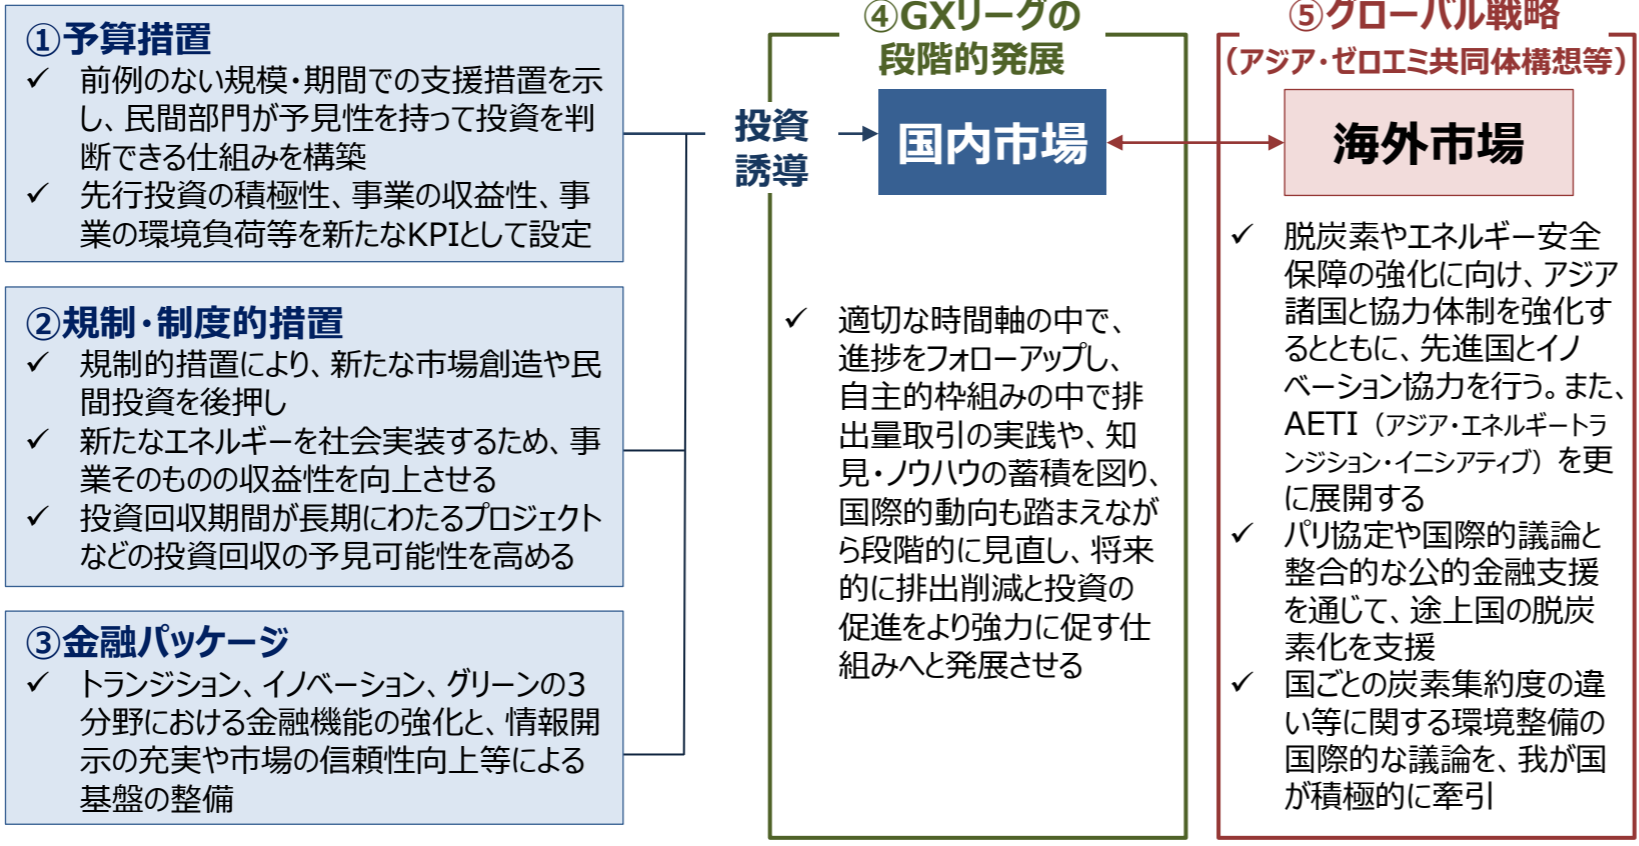 ①予算措置
✓ 前例のない規模・期間での支援措置を示
し、民間部門が予見性を持って投資を判
断できる仕組みを構築
✓ 先行投資の積極性、事業の収益性、事
業の環境負荷等を新たなKPIとして設定
②規制・制度的措置
✓ 規制的措置により、新たな市場創造や民
間投資を後押し
✓ 新たなエネルギーを社会実装するため、事
業そのものの収益性を向上させる
✓ 投資回収期間が長期にわたるプロジェクト
などの投資回収の予見可能性を高める
③金融パッケージ
✓ トランジション、イノベーション、グリーンの3
分野における金融機能の強化と、情報開
示の充実や市場の信頼性向上等による
基盤の整備
投資
誘導
④GXリーグの
段階的発展
国内市場
✓ 適切な時間軸の中で、
進捗をフォローアップし、
自主的枠組みの中で排
出量取引の実践や、知
見・ノウハウの蓄積を図り、
国際的動向も踏まえなが
ら段階的に見直し、将来
的に排出削減と投資の
促進をより強力に促す仕
組みへと発展させる
⑤グローバル戦略
（アジア・ゼロエミ共同体構想等）
海外市場
✓ 脱炭素やエネルギー安全
保障の強化に向け、アジア
諸国と協力体制を強化す
るとともに、先進国とイノ
ベーション協力を行う。また、
AETI（アジア・エネルギートラ
ンジション・イニシアティブ）を更
に展開する
✓ パリ協定や国際的議論と
整合的な公的金融支援
を通じて、途上国の脱炭
素化を支援
✓ 国ごとの炭素集約度の違
い等に関する環境整備の
国際的な議論を、我が国
が積極的に牽引